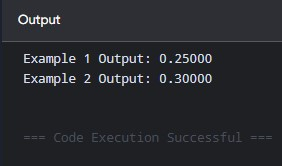 Output
Example 1 Output: 0.25000
Example 2 Output: 0.30000
=== Code Execution Successful ===